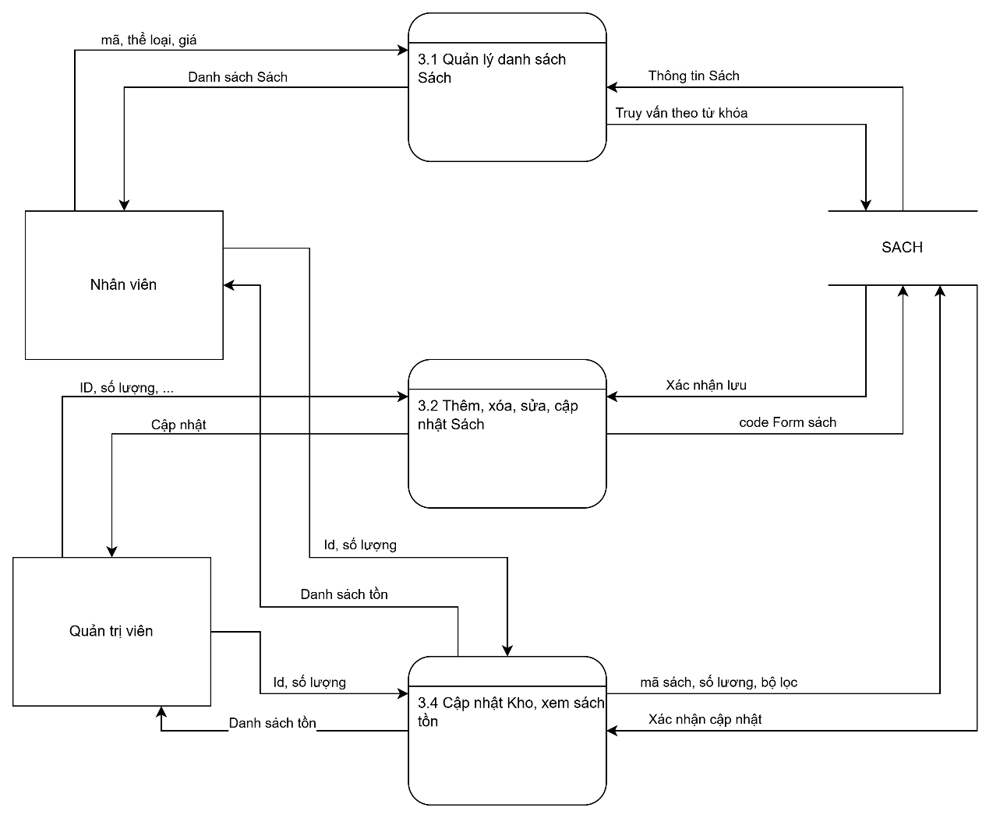 mã, thể loại, giá
3.1 Quản lý danh sách
Sách
Danh sách Sách
Thông tin Sách
Truy vấn theo từ khóa
SACH
Nhân viên
ID, số lượng, ...
3.2 Thêm, xóa, sửa, cập
nhật Sách
Xác nhận lưu
Cập nhật
code Form sách
Id, số lượng
Danh sách tồn
Quản trị viên
Id, số lượng
3.4 Cập nhật Kho, xem sách
tồn
mã sách, số lương, bộ lọc
Danh sách tồn
Xác nhận cập nhật